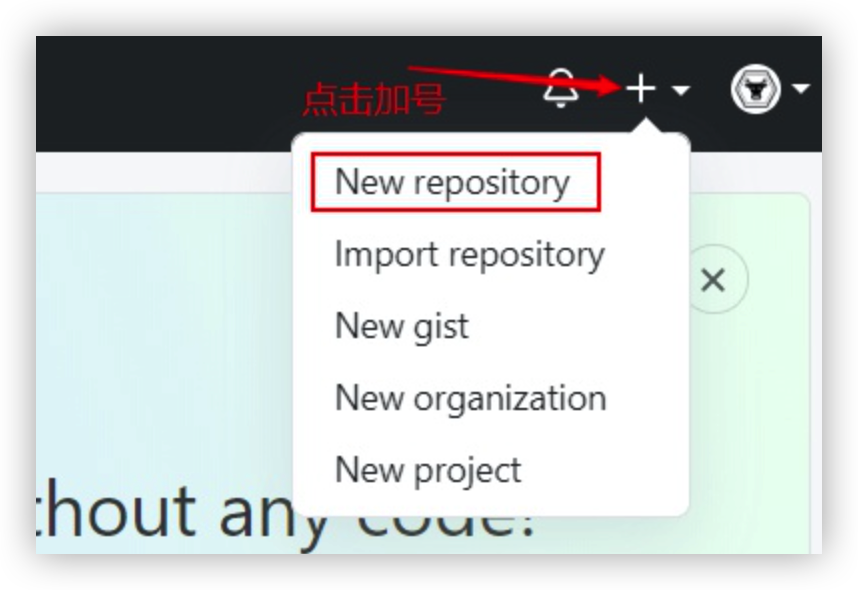 点击加号
New repository
Import repository
New gist
New organization
New project
thout any code!